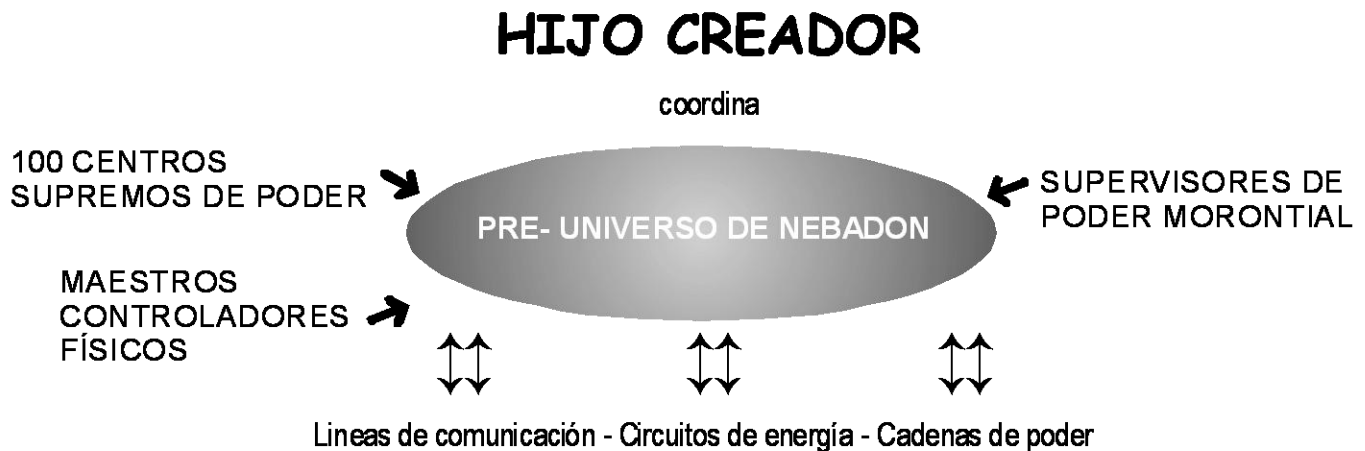 HIJO CREADOR
coordina
100 CENTROS
SUPREMOS DE PODER
SUPERVISORES DE
PODER MORONTIAL
PRE- UNIVERSO DE NEBADON
MAESTROS
CONTROLADORES
FÍSICOS
Lineas de comunicación - Circuitos de energía - Cadenas de poder